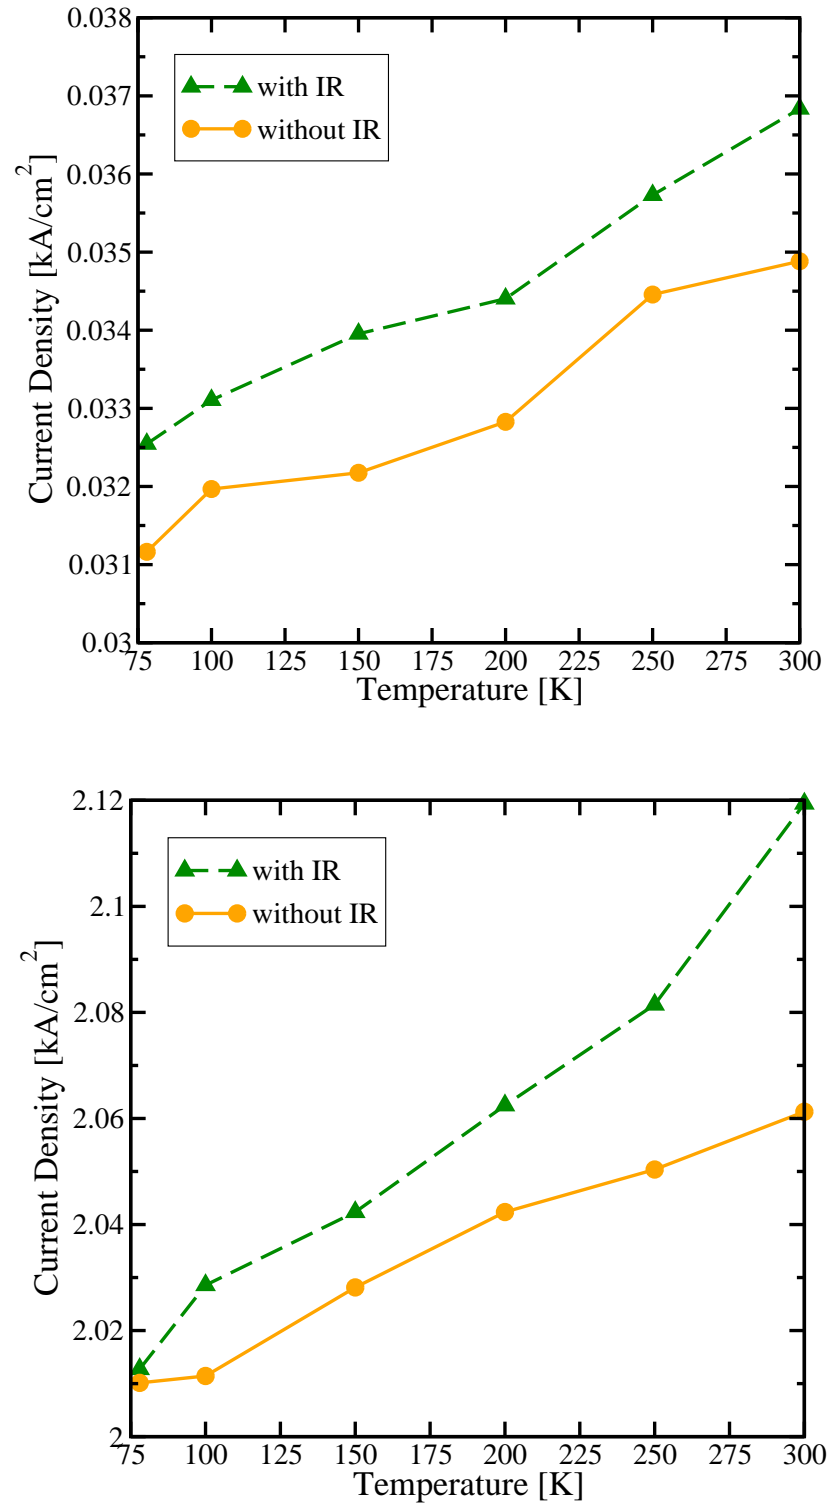 0.038
0.037
0.036
0.035
0.034
0.033
0.032
0.031
0.03
Current Density [kA/cm²]
with IR
without IR
75 100 125 150 175 200 225 250 275 300
Temperature [K]
2.12
2.1
2.08
2.06
2.04
2.02
2
Current Density [kA/cm²]
with IR
without IR
75 100 125 150 175 200 225 250 275 300
Temperature [K]